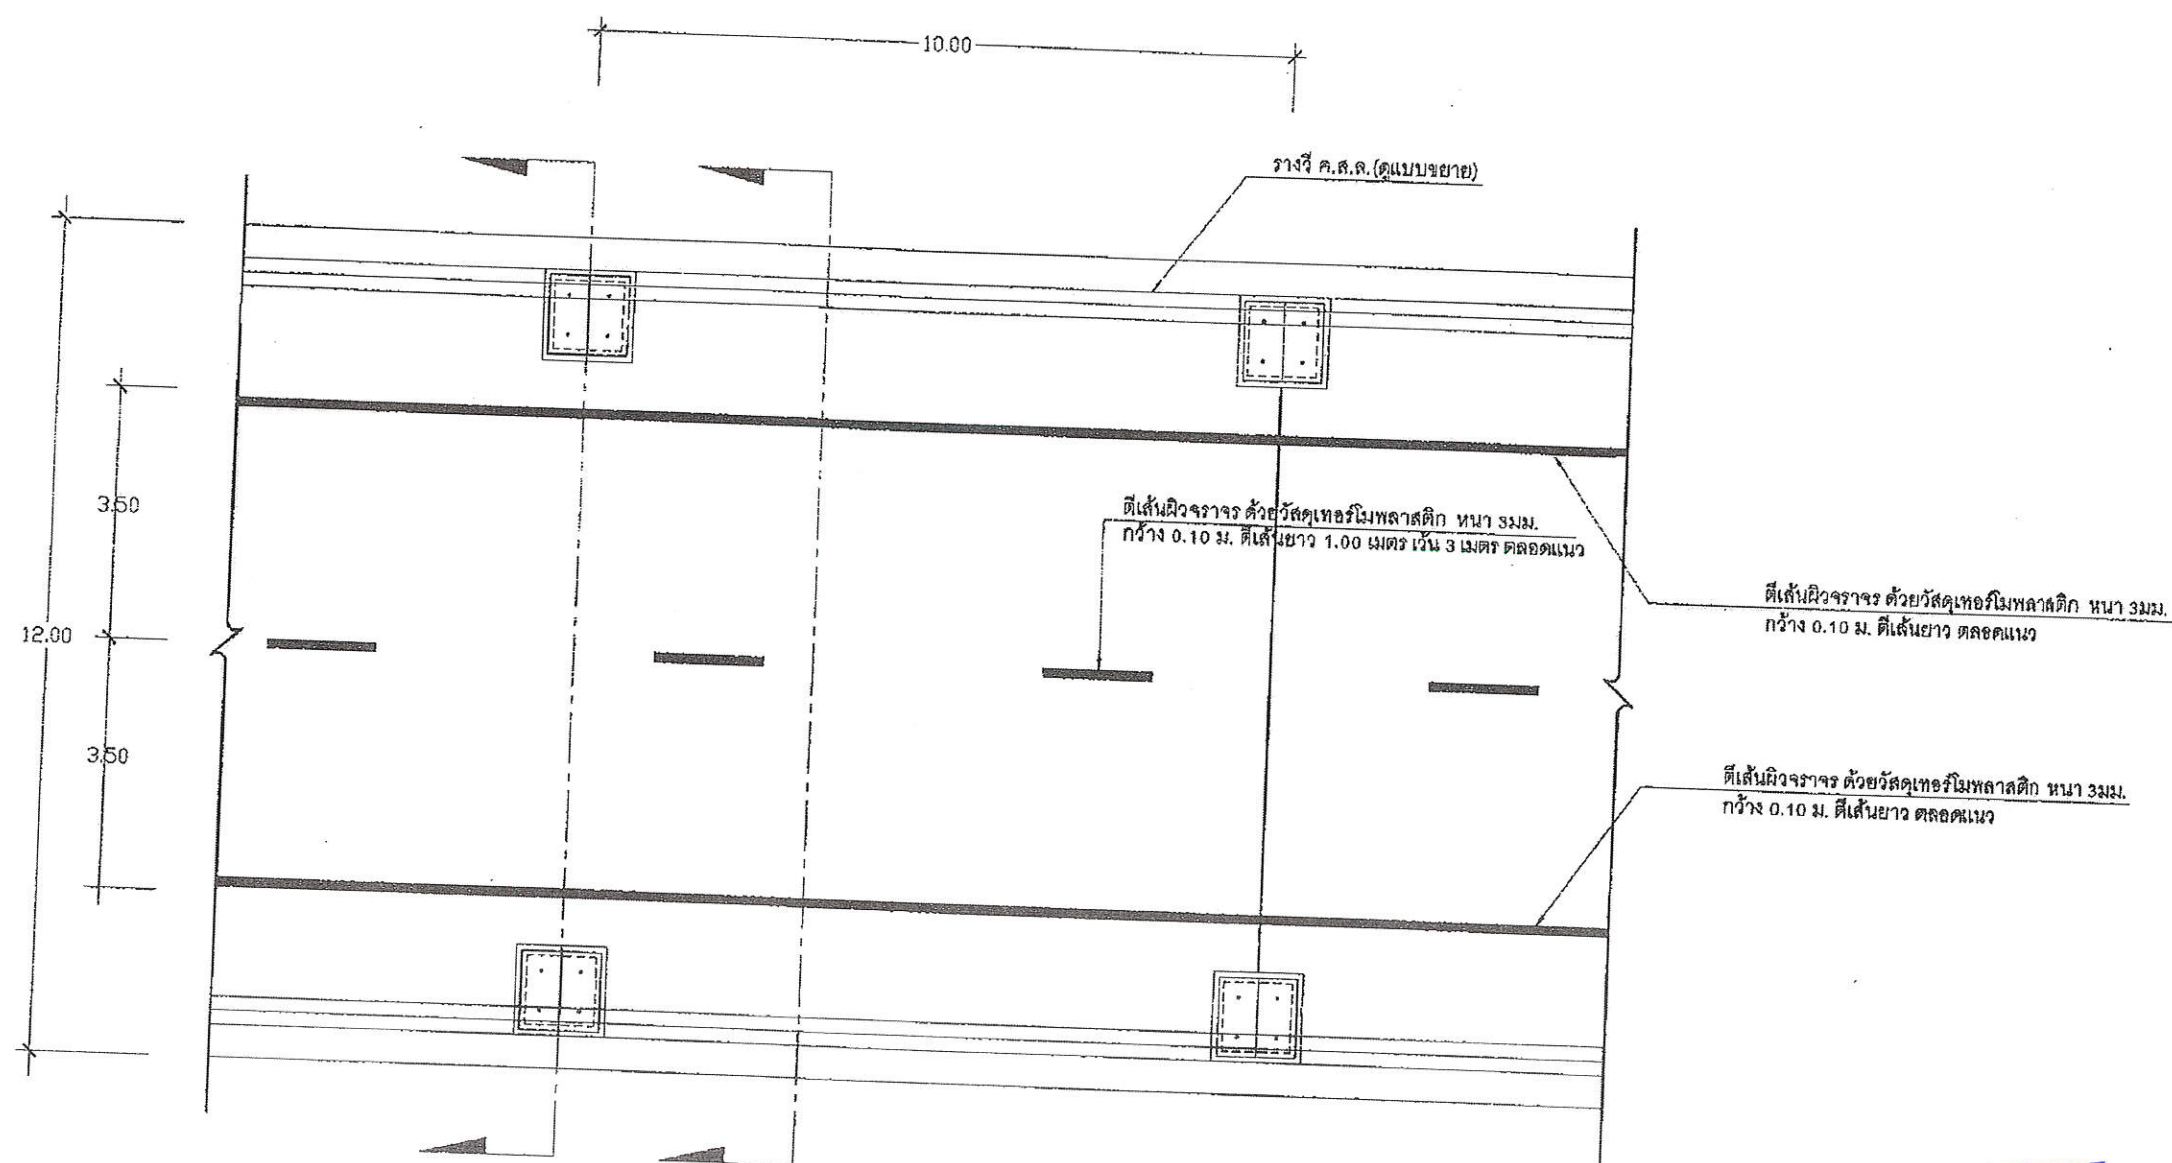 10.00
รางวี ค.ส.ล.(ดูแบบขยาย)
3.50
ตีเส้นผิวจราจร ด้วยวัสดุเทอร์โมพลาสติก หนา 3มม.
กว้าง 0.10 ม. ตีเส้นยาว 1.00 เมตร เว้น 3 เมตร ตลอดแนว
ตีเส้นผิวจราจร ด้วยวัสดุเทอร์โมพลาสติก หนา 3มม.
กว้าง 0.10 ม. ตีเส้นยาว ตลอดแนว
12.00
3.50
ตีเส้นผิวจราจร ด้วยวัสดุเทอร์โมพลาสติก หนา 3มม.
กว้าง 0.10 ม. ตีเส้นยาว ตลอดแนว